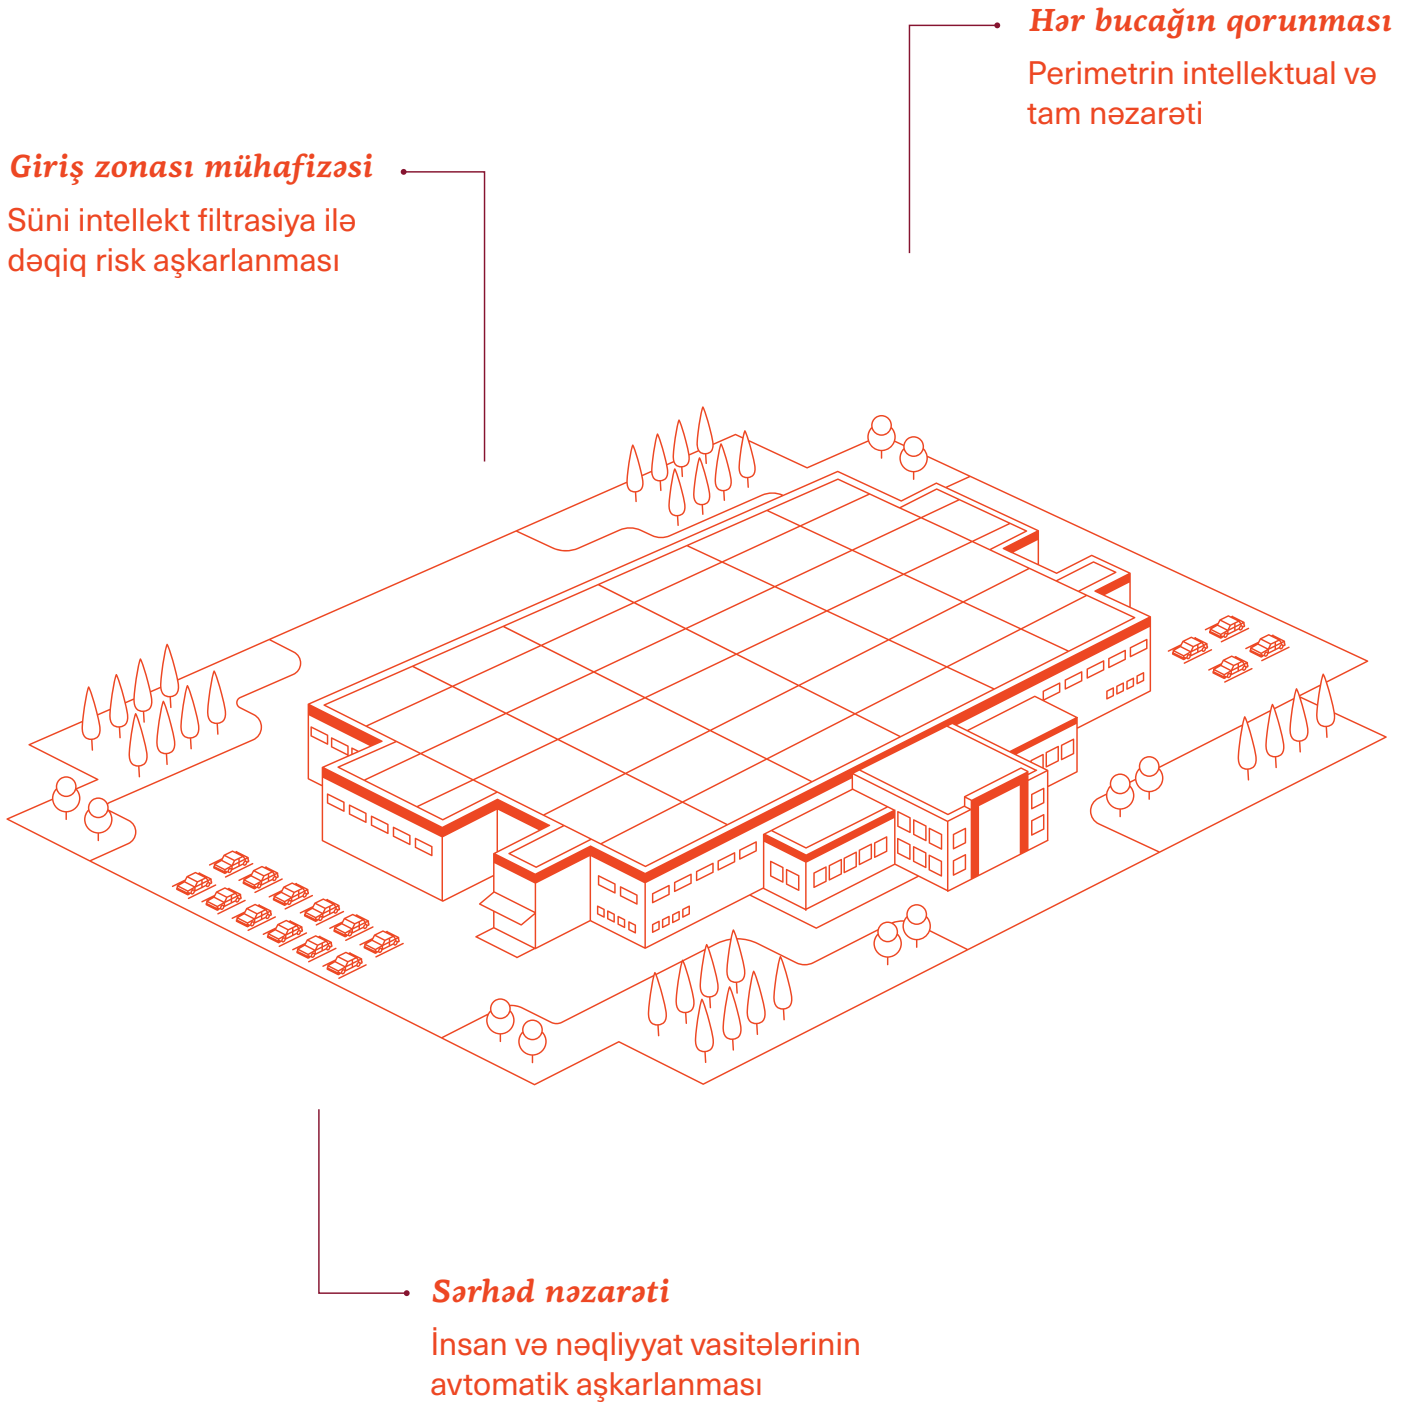 Hər bucağın qorunması
Perimetrin intellektual və
tam nəzarəti
Giriş zonası mühafizəsi
Süni intellekt filtrasiya ilə
dəqiq risk aşkarlanması
Sərhəd nəzarəti
İnsan və nəqliyyat vasitələrinin
avtomatik aşkarlanması